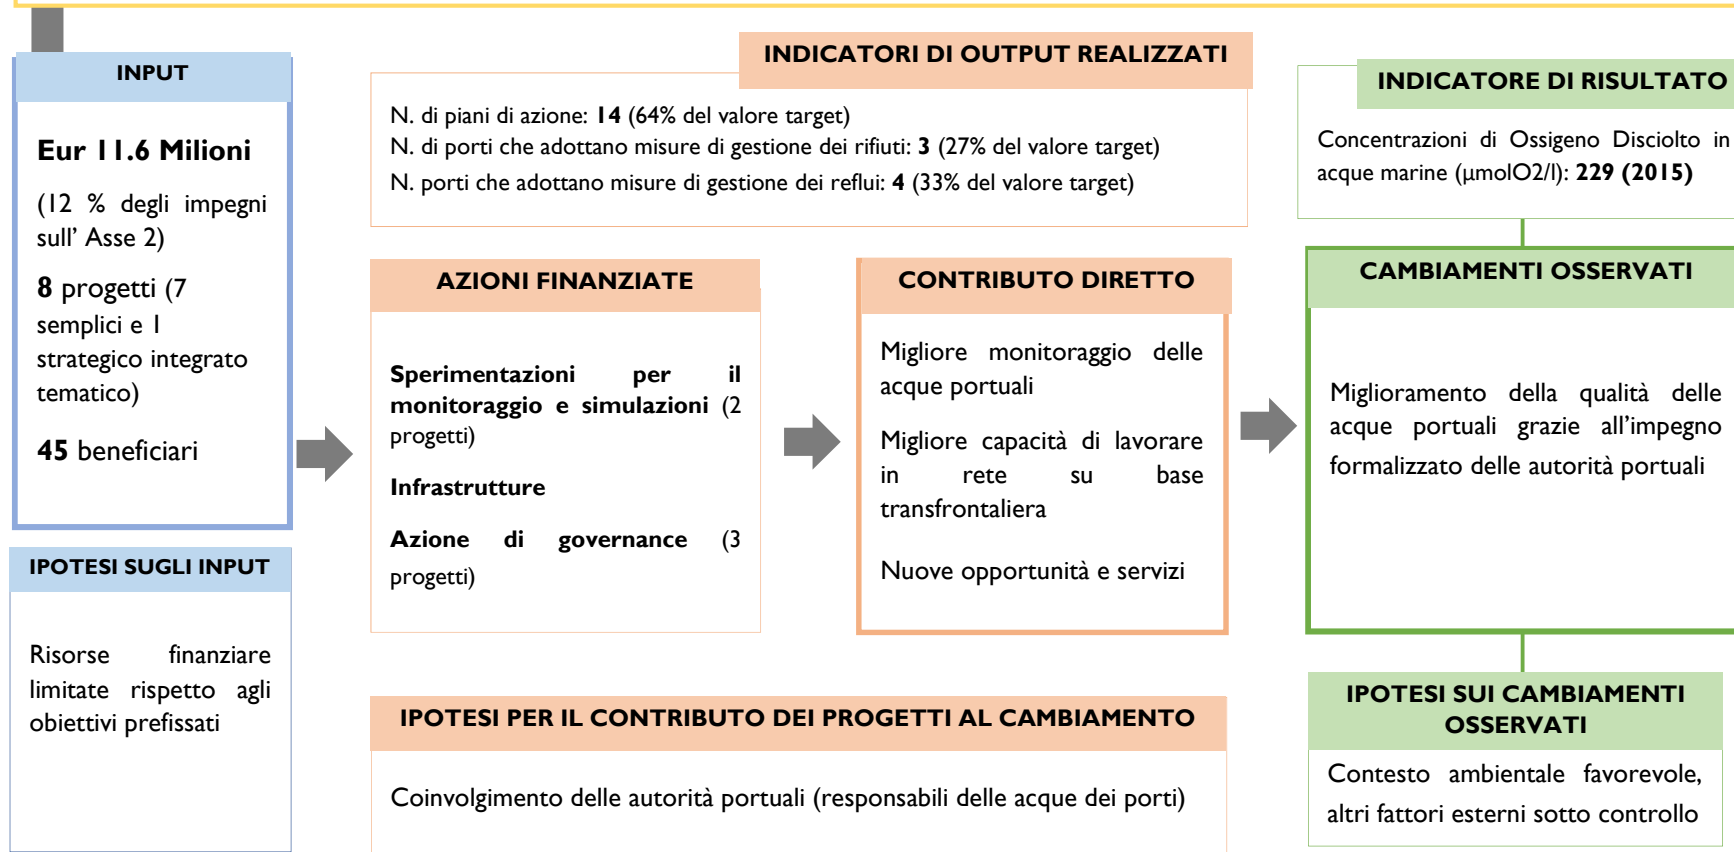 INPUT
Eur 11.6 Milioni
(12 % degli impegni
sull’ Asse 2)
8 progetti (7
semplici e 1
strategico integrato
tematico)
45 beneficiari
IPOTESI SUGLI INPUT
Risorse finanziare
limitate rispetto agli
obiettivi prefissati
INDICATORI DI OUTPUT REALIZZATI
N. di piani di azione: 14 (64% del valore target)
N. di porti che adottano misure di gestione dei rifiuti: 3 (27% del valore target)
N. porti che adottano misure di gestione dei reflui: 4 (33% del valore target)
AZIONI FINANZIATE
Sperimentazioni per il
monitoraggio e simulazioni (2
progetti)
Infrastrutture
Azione di governance (3
progetti)
CONTRIBUTO DIRETTO
Migliore monitoraggio delle
acque portuali
Migliore capacità di lavorare
in rete su base
transfrontaliera
Nuove opportunità e servizi
IPOTESI PER IL CONTRIBUTO DEI PROGETTI AL CAMBIAMENTO
Coinvolgimento delle autorità portuali (responsabili delle acque dei porti)
INDICATORE DI RISULTATO
Concentrazioni di Ossigeno Disciolto in
acque marine (µmolO2/l): 229 (2015)
CAMBIAMENTI OSSERVATI
Miglioramento della qualità delle
acque portuali grazie all’impegno
formalizzato delle autorità portuali
IPOTESI SUI CAMBIAMENTI
OSSERVATI
Contesto ambientale favorevole,
altri fattori esterni sotto controllo